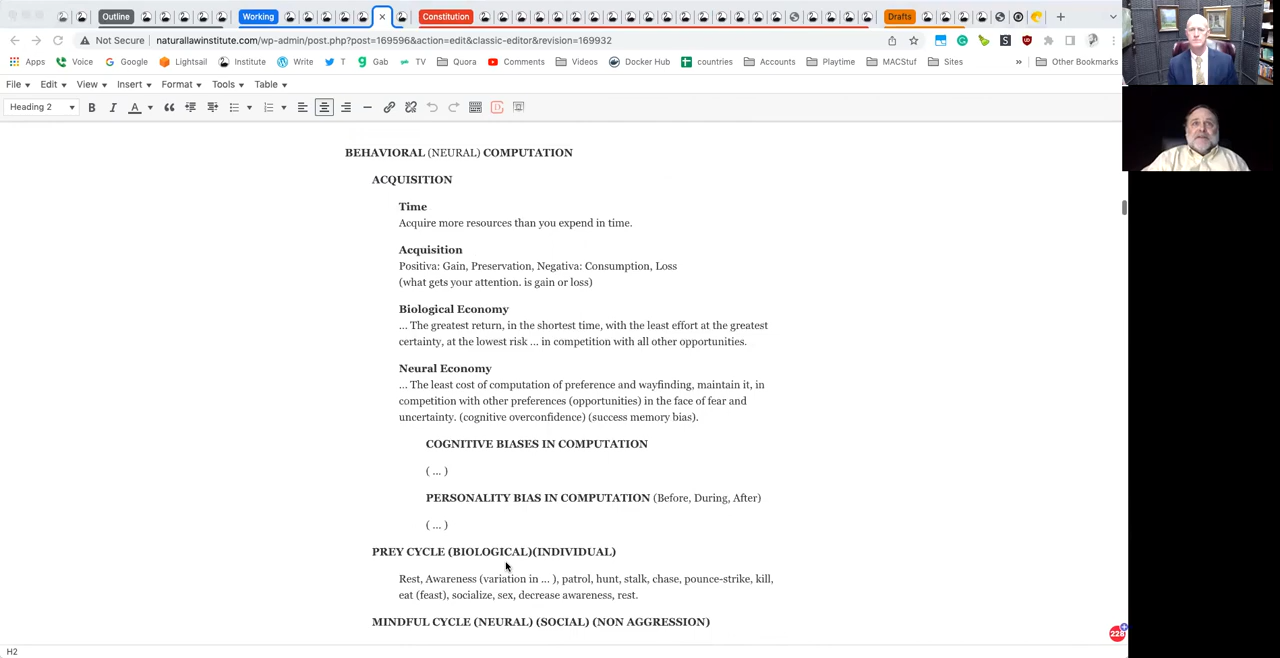 Outline
Working
Constitution
Drafts
Not Secure
naturallawinstitute.com/wp-admin/post.php?post=169596&action=edit&classic-editor&revision=169932
Apps Voice Google Lightsail Institute Write T Gab TV Quora Comments Videos Docker Hub countries Accounts Playtime MACStuf Sites » Other Bookmarks
File Edit View Insert Format Tools Table
Heading 2 B I A
BEHAVIORAL (NEURAL) COMPUTATION
ACQUISITION
Time
Acquire more resources than you expend in time.
Acquisition
Positiva: Gain, Preservation, Negativa: Consumption, Loss
(what gets your attention. is gain or loss)
Biological Economy
... The greatest return, in the shortest time, with the least effort at the greatest
certainty, at the lowest risk ... in competition with all other opportunities.
Neural Economy
... The least cost of computation of preference and wayfinding, maintain it, in
competition with other preferences (opportunities) in the face of fear and
uncertainty. (cognitive overconfidence) (success memory bias).
COGNITIVE BIASES IN COMPUTATION
( ... )
PERSONALITY BIAS IN COMPUTATION (Before, During, After)
( ... )
PREY CYCLE (BIOLOGICAL)(INDIVIDUAL)
Rest, Awareness (variation in ... ), patrol, hunt, stalk, chase, pounce-strike, kill,
eat (feast), socialize, sex, decrease awareness, rest.
MINDFUL CYCLE (NEURAL) (SOCIAL) (NON AGGRESSION)
228
H2